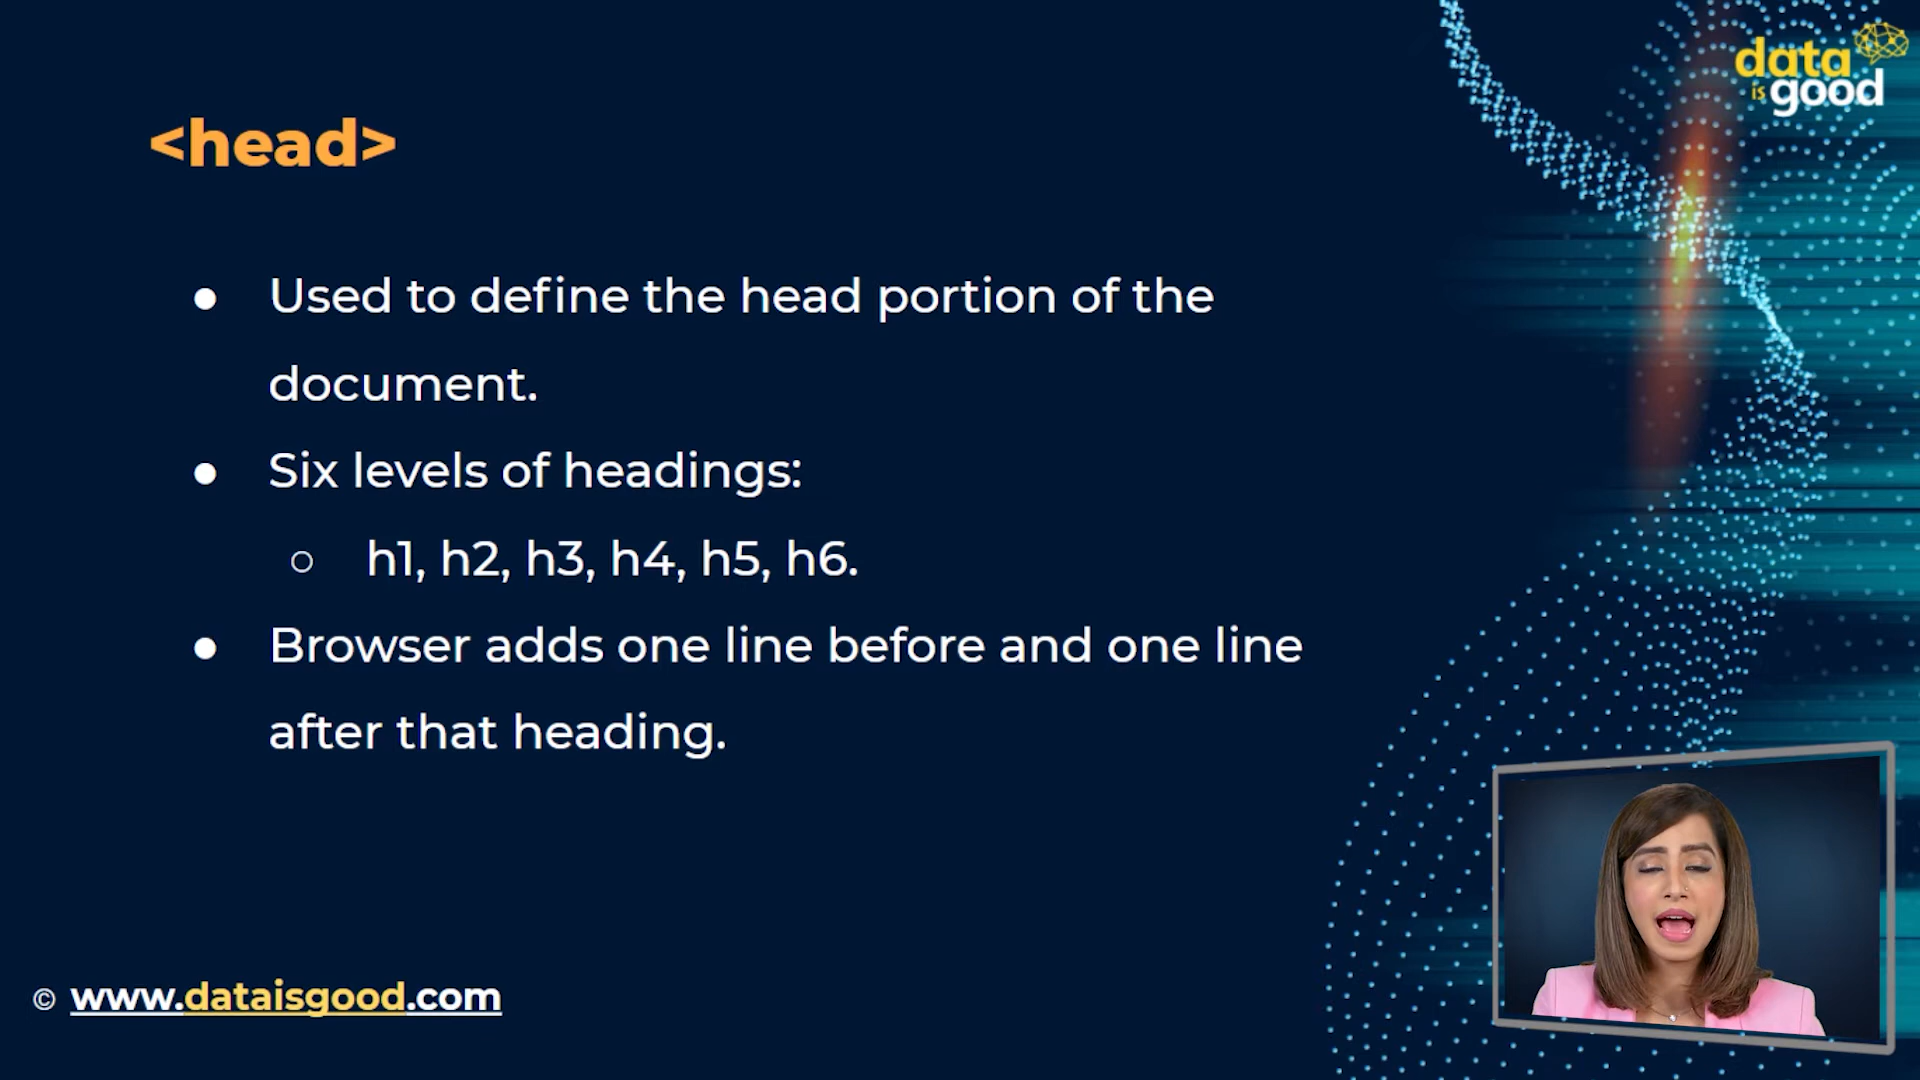 data
is good
<head>
● Used to define the head portion of the
document.
● Six levels of headings:
○ h1, h2, h3, h4, h5, h6.
● Browser adds one line before and one line
after that heading.
© www.dataisgood.com